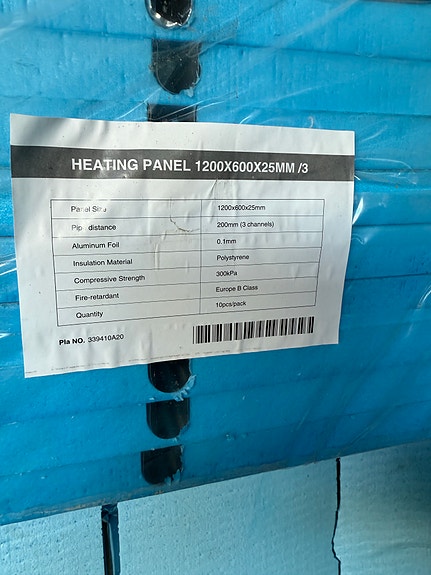 HEATING PANEL 1200X600X25MM /3
Panel Size 1200x600x25mm
Pipe distance 200mm (3 channels)
Aluminum Foil 0.1mm
Insulation Material Polystyrene
Compressive Strength 300kPa
Fire-retardant Europe B Class
Quantity 10pcs/pack
Pla NO. 339410A20